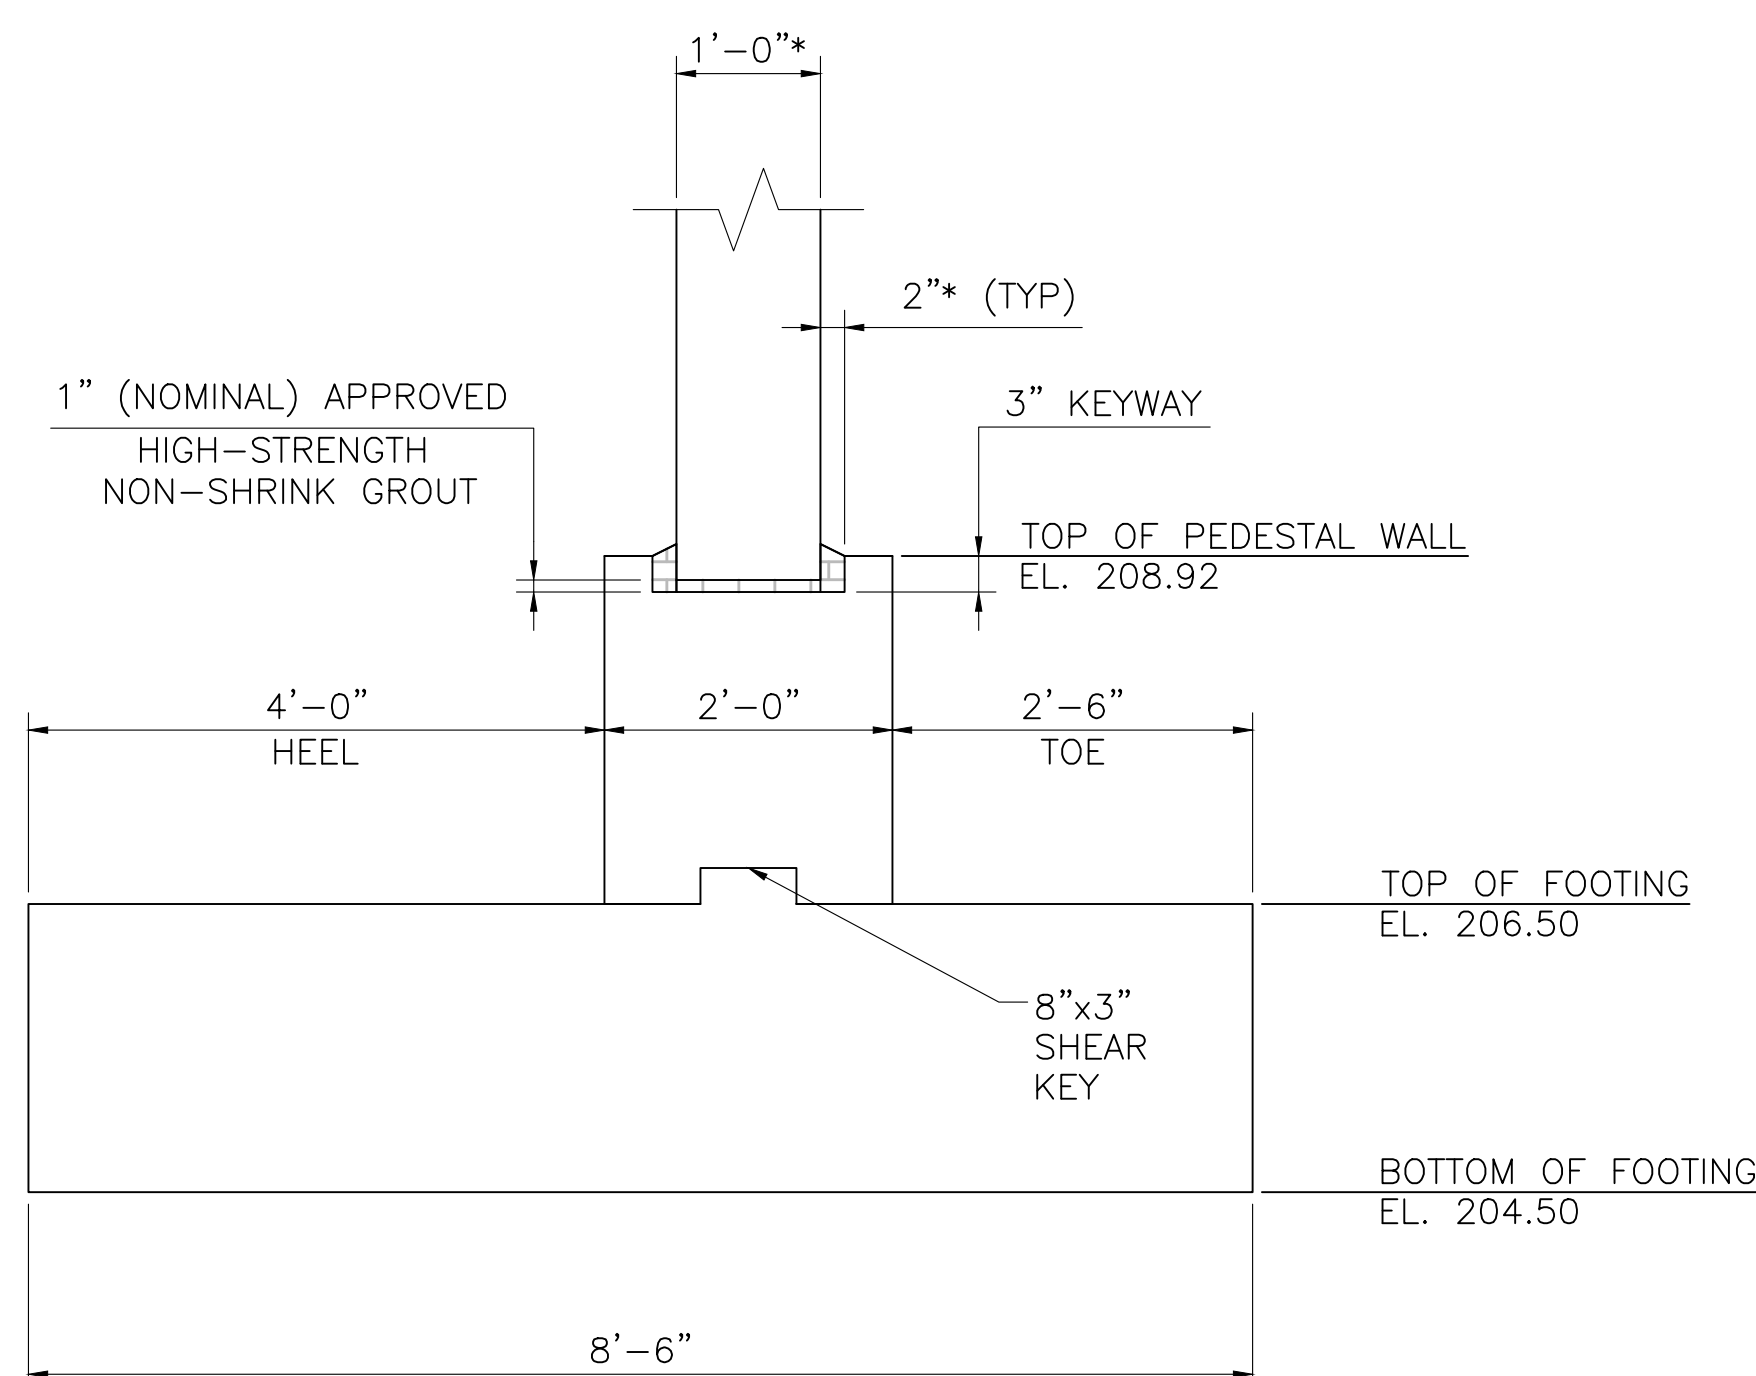 1'-0"*
2"* (TYP)
1" (NOMINAL) APPROVED
HIGH-STRENGTH
NON-SHRINK GROUT
3" KEYWAY
TOP OF PEDESTAL WALL
EL. 208.92
4'-0"
HEEL
2'-0"
2'-6"
TOE
TOP OF FOOTING
EL. 206.50
8"x3"
SHEAR
KEY
BOTTOM OF FOOTING
EL. 204.50
8'-6"